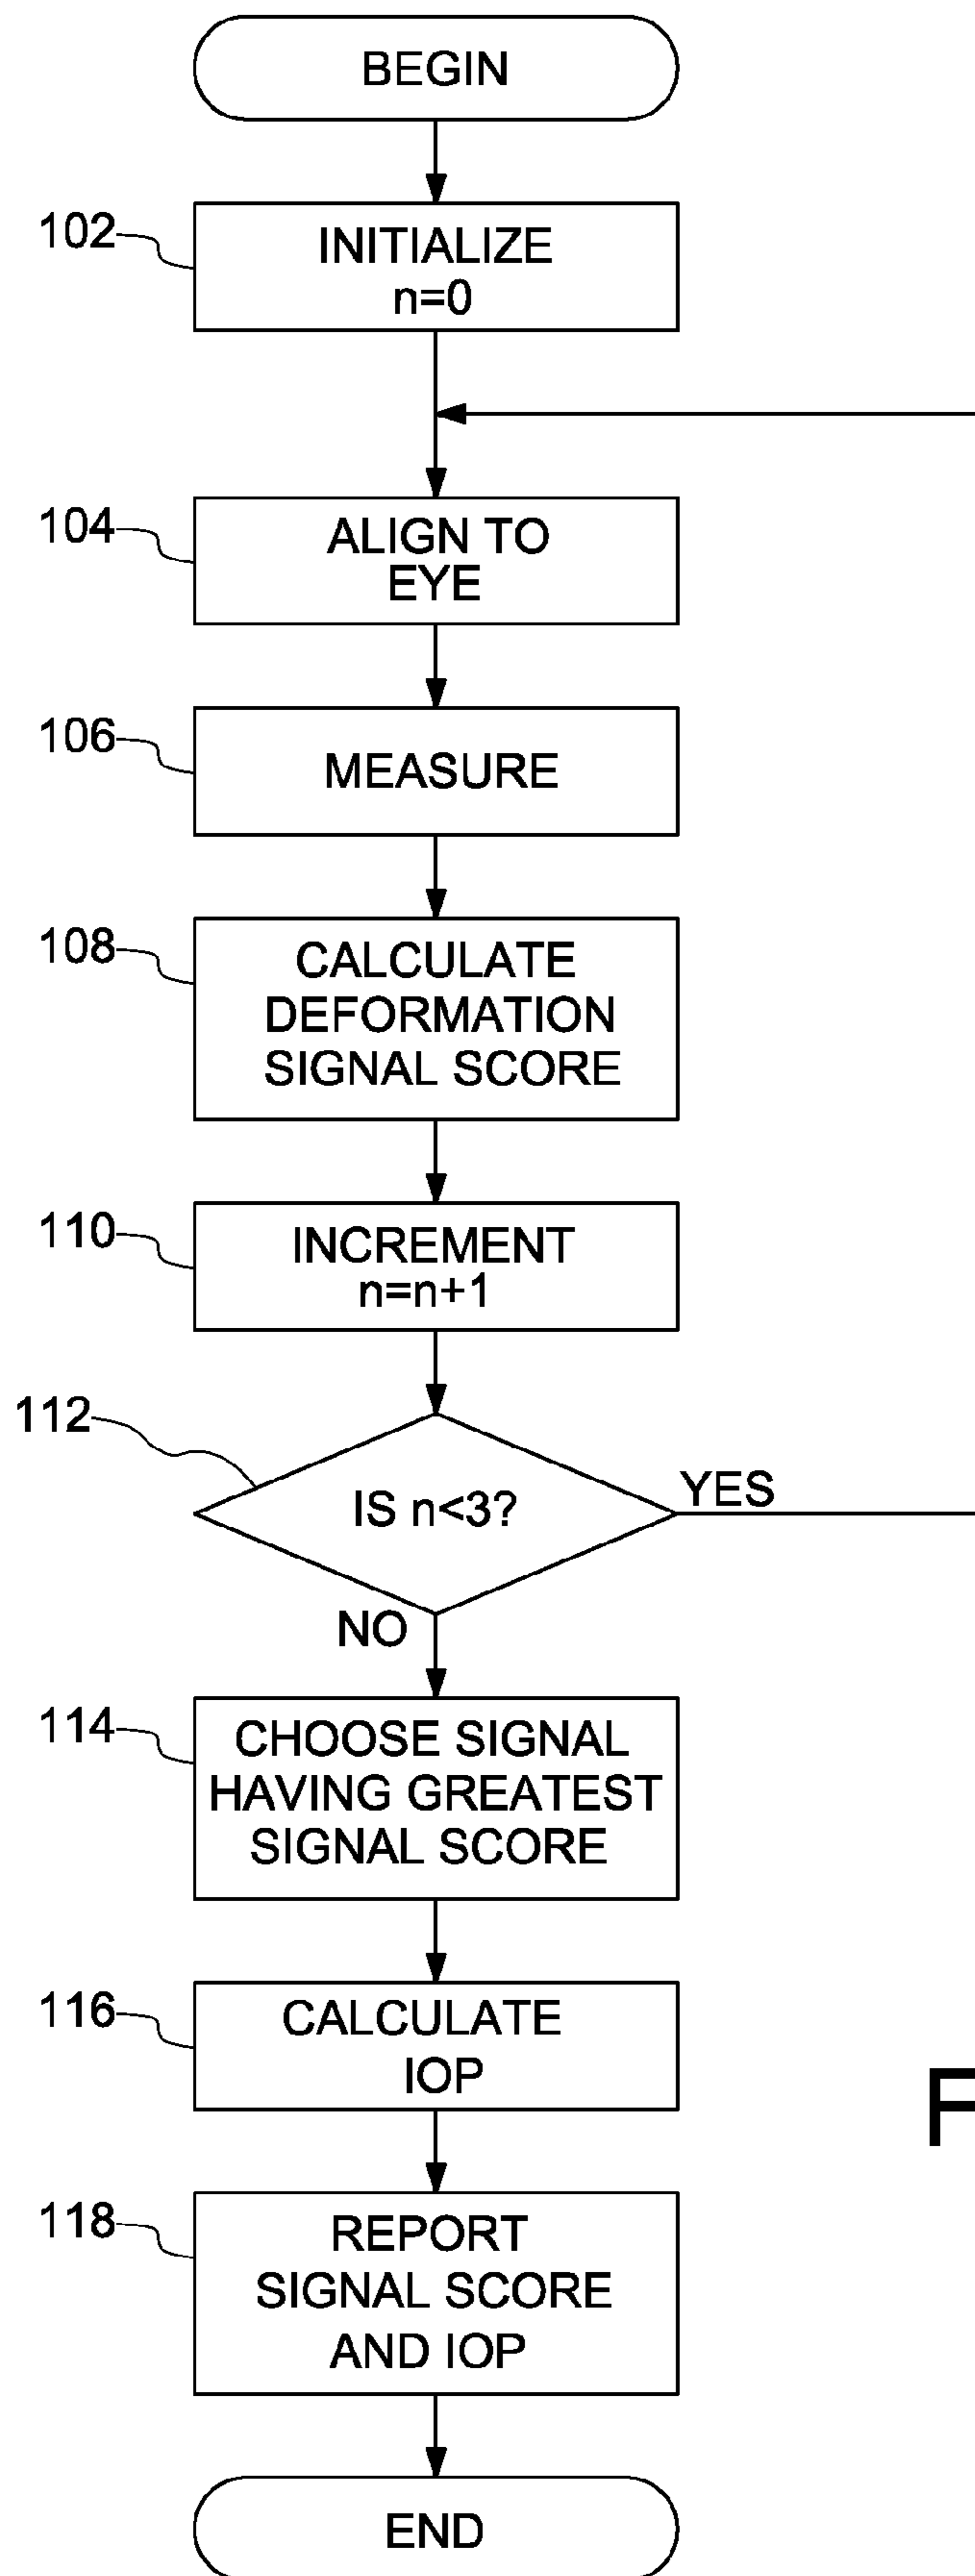 BEGIN
102
INITIALIZE
n=0
104
ALIGN TO
EYE
106
MEASURE
108
CALCULATE
DEFORMATION
SIGNAL SCORE
110
INCREMENT
n=n+1
112
IS n<3?
YES
NO
114
CHOOSE SIGNAL
HAVING GREATEST
SIGNAL SCORE
116
CALCULATE
IOP
F
118
REPORT
SIGNAL SCORE
AND IOP
END